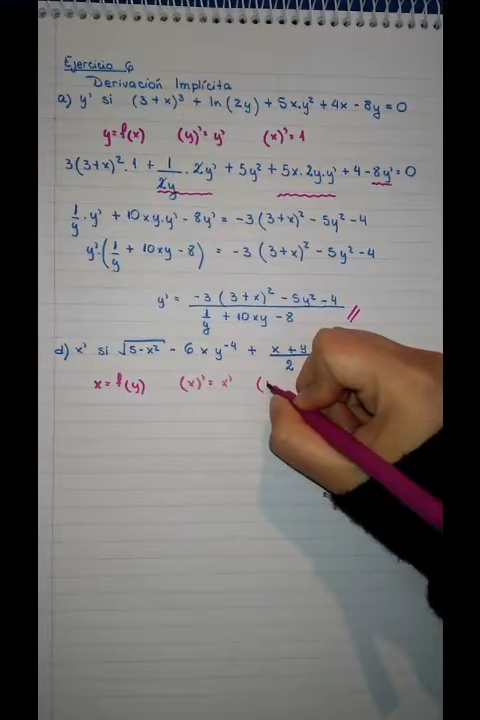 Ejercicio 6
Derivación Implícita
a) y' si (3+x)³ + ln(2y) + 5x.y² + 4x - 8y = 0
y = f(x) (y)' = y' (x)' = 1
3(3+x)².1 + 1/2y . 2y' + 5y² + 5x.2y.y' + 4 - 8y' = 0
1/y . y' + 10xy.y' - 8y' = -3(3+x)² - 5y² - 4
y'.(1/y + 10xy - 8) = -3(3+x)² - 5y² - 4
y' = (-3(3+x)² - 5y² - 4)/(1/y + 10xy - 8) //
d) x' si √(5-x²) - 6xy⁻⁴ + (x+y)/2
x = f(y) (x)' = x' (